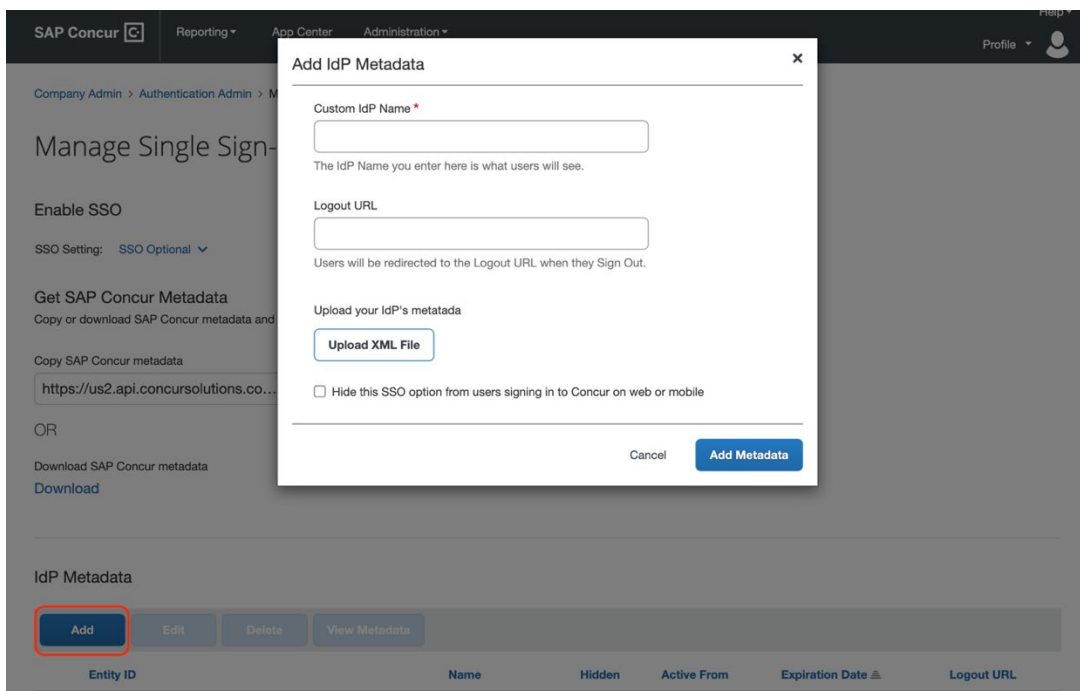 Help
SAP Concur C
Reporting
App Center
Administration
Profile
Company Admin > Authentication Admin > M
Manage Single Sign-
Enable SSO
SSO Setting: SSO Optional
Get SAP Concur Metadata
Copy or download SAP Concur metadata and
Copy SAP Concur metadata
https://us2.api.concursolutions.co...
OR
Download SAP Concur metadata
Download
Add IdP Metadata
Custom IdP Name *
The IdP Name you enter here is what users will see.
Logout URL
Users will be redirected to the Logout URL when they Sign Out.
Upload your IdP's metatada
Upload XML File
Hide this SSO option from users signing in to Concur on web or mobile
Cancel
Add Metadata
IdP Metadata
Add
Edit
Delete
View Metadata
Entity ID
Name
Hidden
Active From
Expiration Date
Logout URL